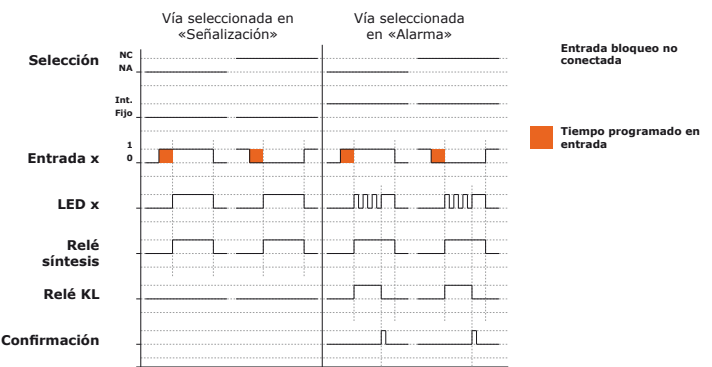 Vía seleccionada en
«Señalización»
Vía seleccionada
en «Alarma»
Selección
NC
NA
Int.
Fijo
Entrada bloqueo no
conectada
Tiempo programado en
entrada
Entrada x
1
0
LED x
Relé
síntesis
Relé KL
Confirmación